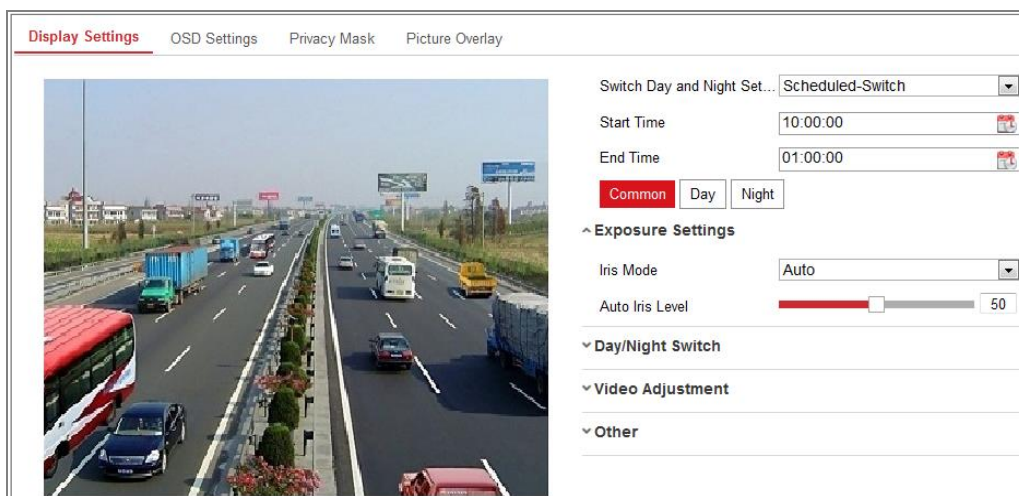 Display Settings OSD Settings Privacy Mask Picture Overlay
Switch Day and Night Set... Scheduled-Switch
Start Time 10:00:00
End Time 01:00:00
Common Day Night
Exposure Settings
Iris Mode Auto
Auto Iris Level 50
Day/Night Switch
Video Adjustment
Other